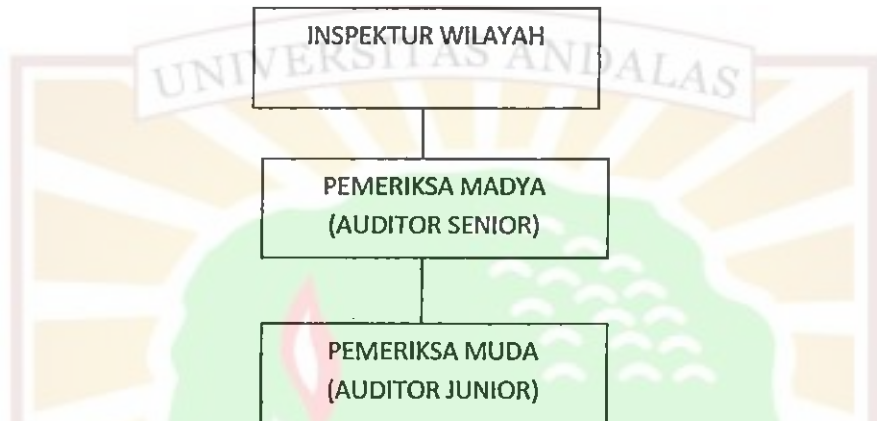 INSPEKTUR WILAYAH
UNIVERSITAS ANDALAS
PEMERIKSA MADYA
(AUDITOR SENIOR)
PEMERIKSA MUDA
(AUDITOR JUNIOR)